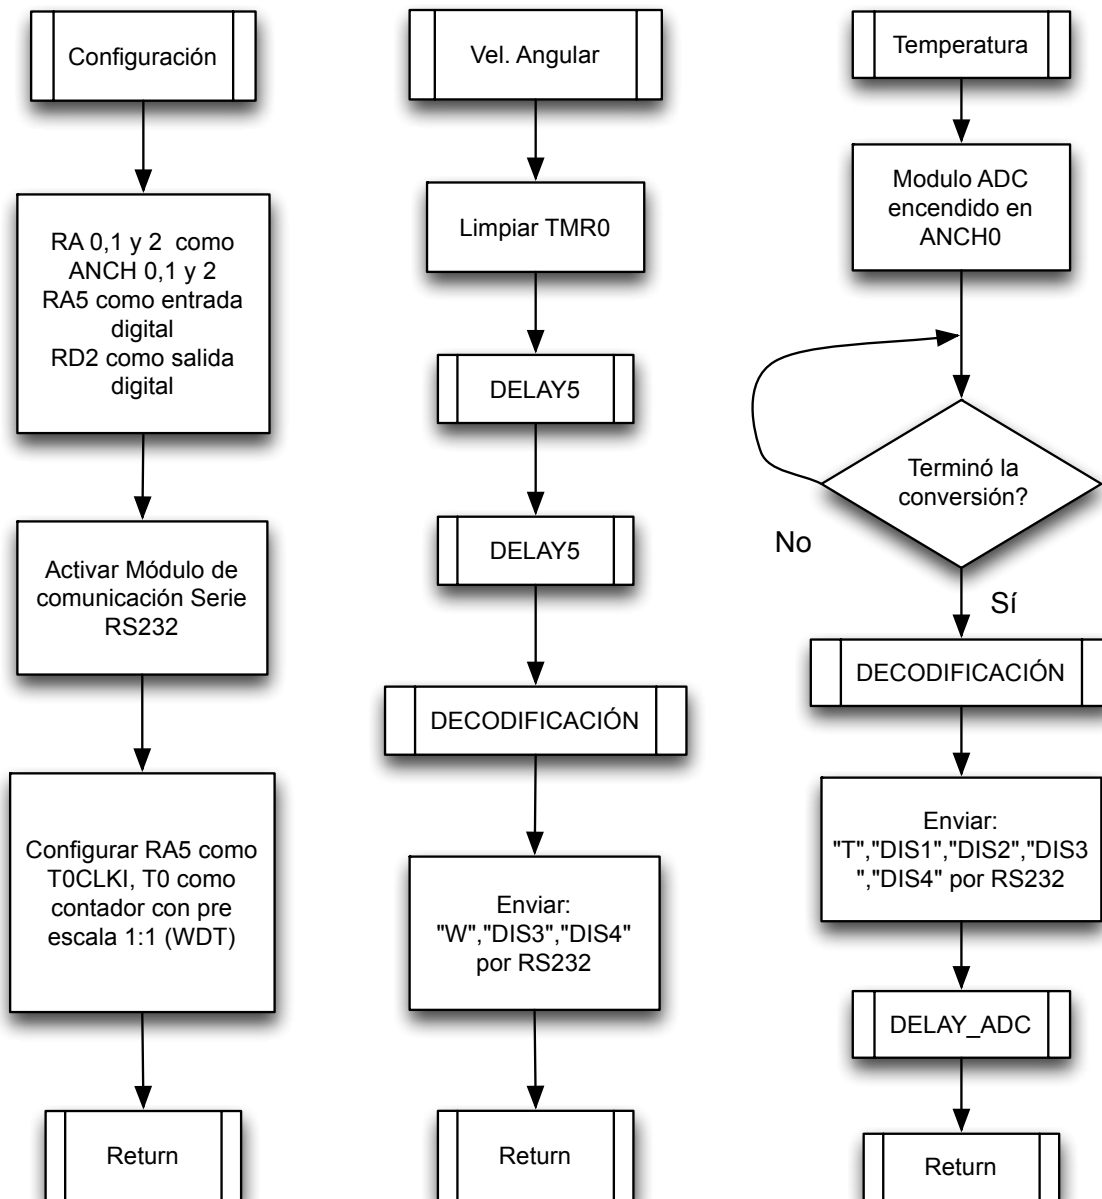 Configuración
RA 0,1 y 2 como
ANCH 0,1 y 2
RA5 como entrada
digital
RD2 como salida
digital
Activar Módulo de
comunicación Serie
RS232
Configurar RA5 como
T0CLKI, T0 como
contador con pre
escala 1:1 (WDT)
Return
Vel. Angular
Limpiar TMR0
DELAY5
DELAY5
DECODIFICACIÓN
Enviar:
"W","DIS3","DIS4"
por RS232
Return
Temperatura
Modulo ADC
encendido en
ANCH0
Terminó la
conversión?
No
Sí
DECODIFICACIÓN
Enviar:
"T","DIS1","DIS2","DIS3
","DIS4" por RS232
DELAY_ADC
Return